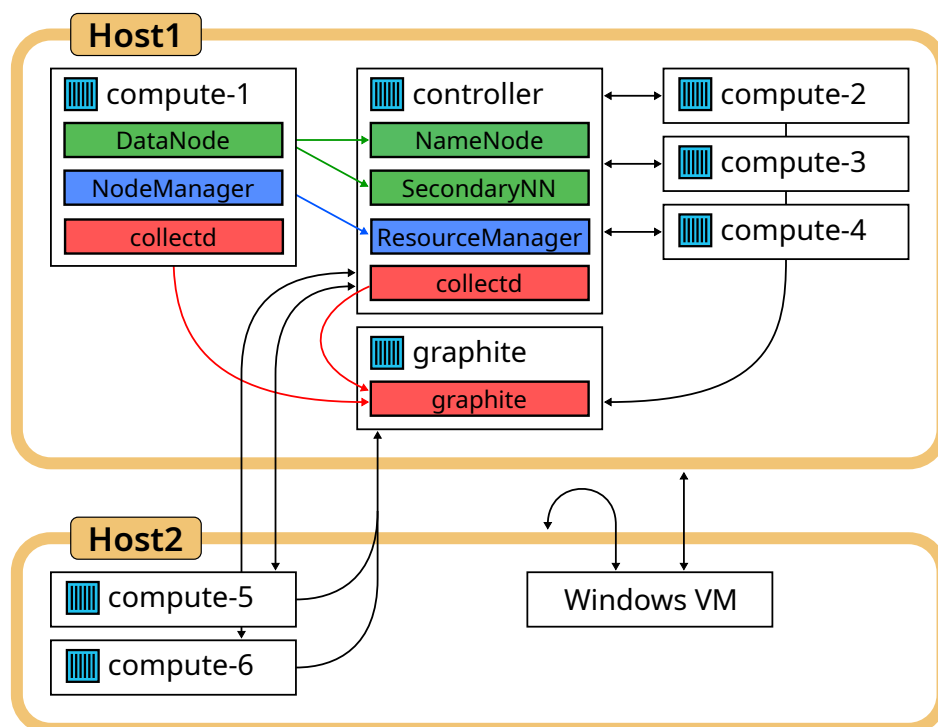 Host1
compute-1
DataNode
NodeManager
collectd
controller
NameNode
SecondaryNN
ResourceManager
collectd
graphite
graphite
compute-2
compute-3
compute-4
Host2
compute-5
compute-6
Windows VM